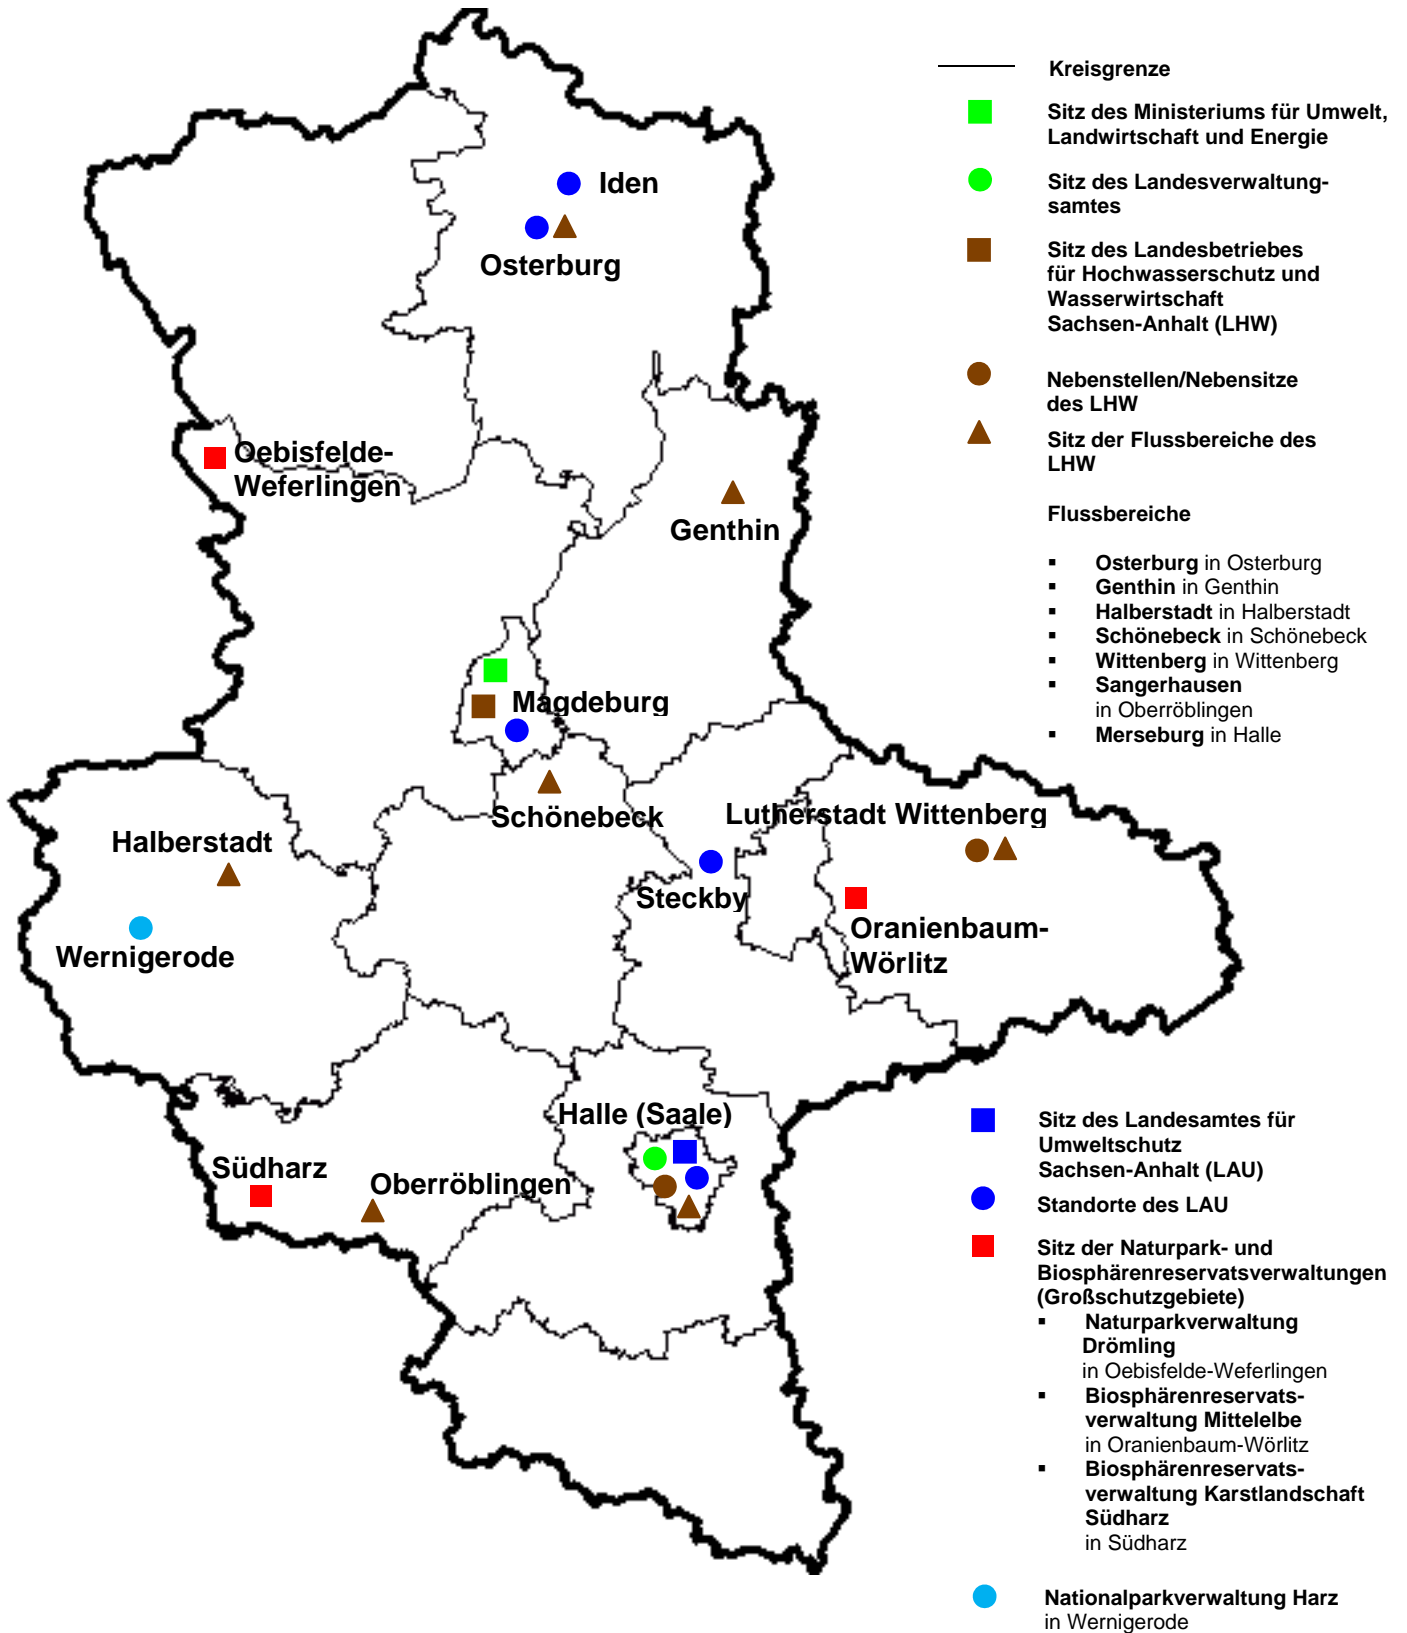 Iden
Osterburg
Oebisfelde-
Weferlingen
Genthin
Magdeburg
Schönebeck
Lutherstadt Wittenberg
Halberstadt
Steckby
Oranienbaum-
Wörlitz
Wernigerode
Halle (Saale)
Südharz
Oberröblingen
Kreisgrenze
Sitz des Ministeriums für Umwelt,
Landwirtschaft und Energie
Sitz des Landesverwaltung-
samtes
Sitz des Landesbetriebes
für Hochwasserschutz und
Wasserwirtschaft
Sachsen-Anhalt (LHW)
Nebenstellen/Nebensitze
des LHW
Sitz der Flussbereiche des
LHW
Flussbereiche
▪ Osterburg in Osterburg
▪ Genthin in Genthin
▪ Halberstadt in Halberstadt
▪ Schönebeck in Schönebeck
▪ Wittenberg in Wittenberg
▪ Sangerhausen
in Oberröblingen
▪ Merseburg in Halle
Sitz des Landesamtes für
Umweltschutz
Sachsen-Anhalt (LAU)
Standorte des LAU
Sitz der Naturpark- und
Biosphärenreservatsverwaltungen
(Großschutzgebiete)
▪ Naturparkverwaltung
Drömling
in Oebisfelde-Weferlingen
▪ Biosphärenreservats-
verwaltung Mittelelbe
in Oranienbaum-Wörlitz
▪ Biosphärenreservats-
verwaltung Karstlandschaft
Südharz
in Südharz
Nationalparkverwaltung Harz
in Wernigerode